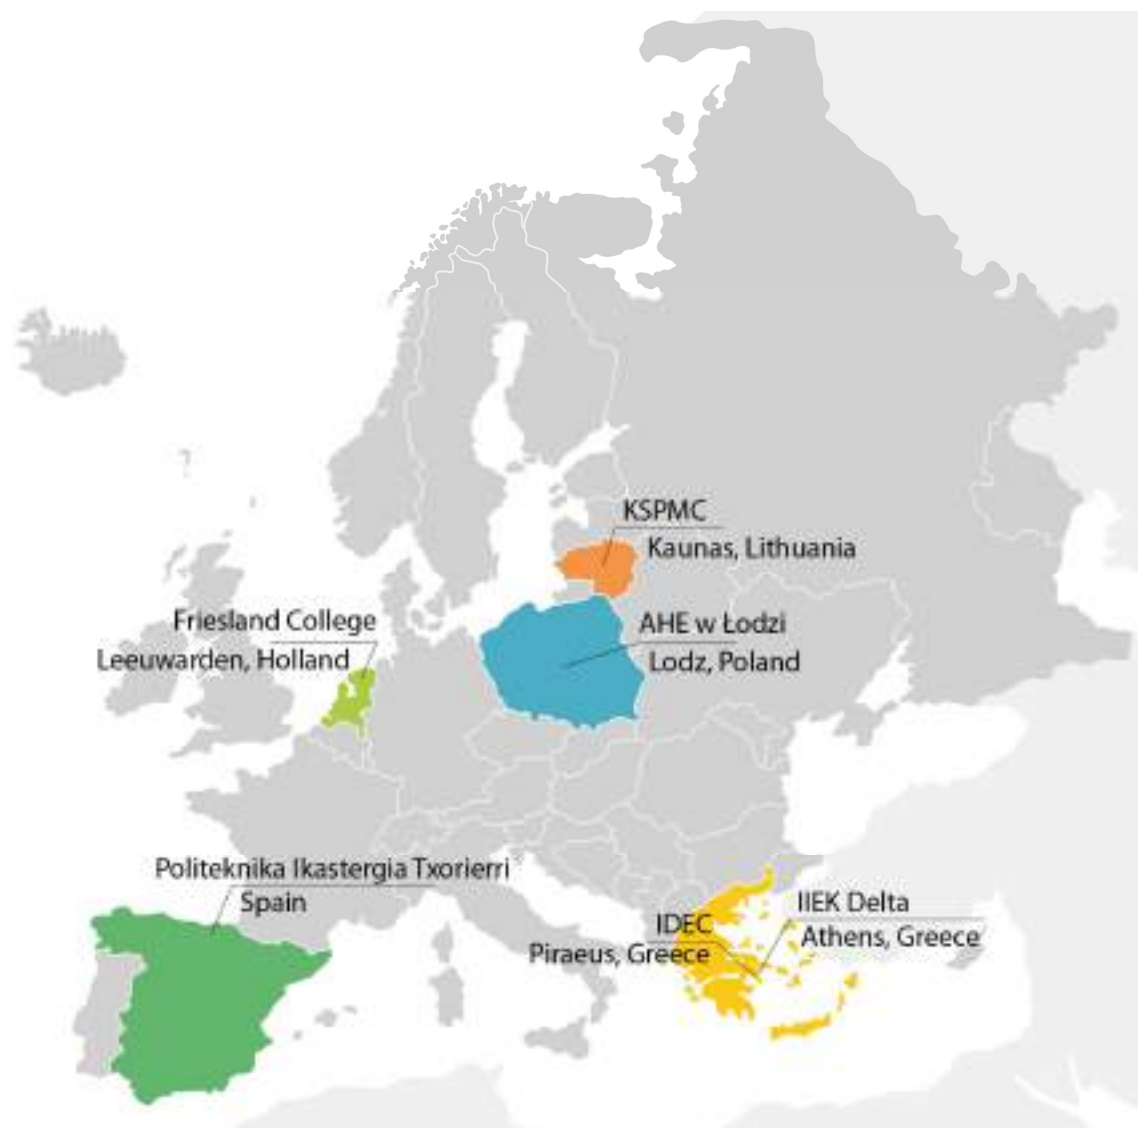 KSPMC
Kaunas, Lithuania
Friesland College
Leeuwarden, Holland
AHE w Łodzi
Lodz, Poland
Politeknika Ikastergia Txorierri
Spain
IDEC
Piraeus, Greece
IIEK Delta
Athens, Greece